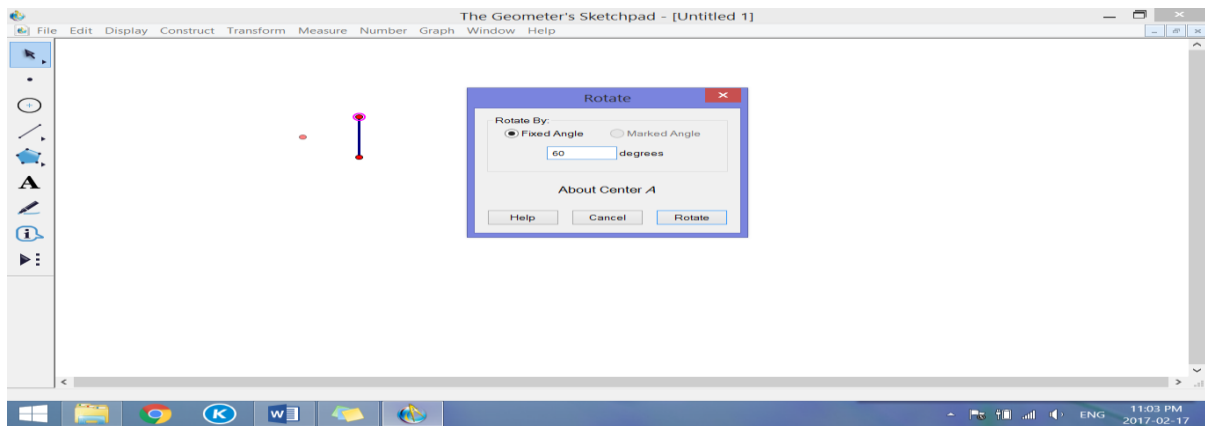 The Geometer's Sketchpad - [Untitled 1]
File Edit Display Construct Transform Measure Number Graph Window Help
A
Rotate
Rotate By:
Fixed Angle Marked Angle
60 degrees
About Center A
Help Cancel Rotate
K
W
ENG
11:03 PM
2017-02-17